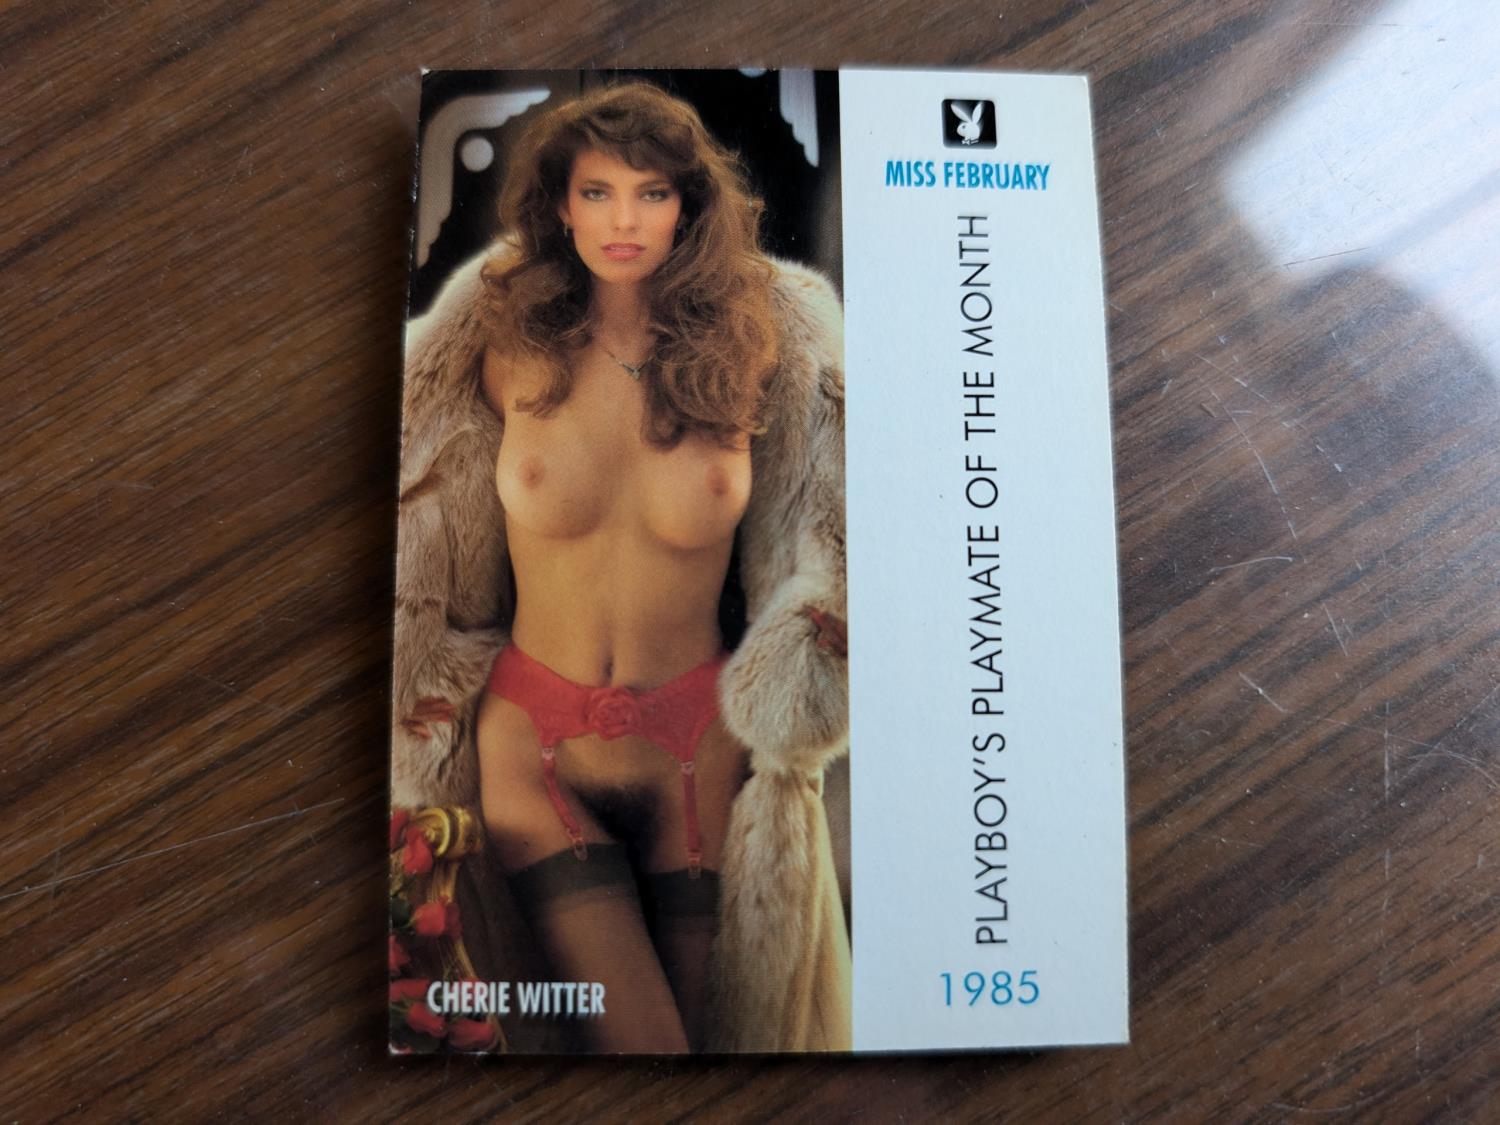 MISS FEBRUARY
PLAYBOY'S PLAYMATE OF THE MONTH
1985
CHERIE WITTER